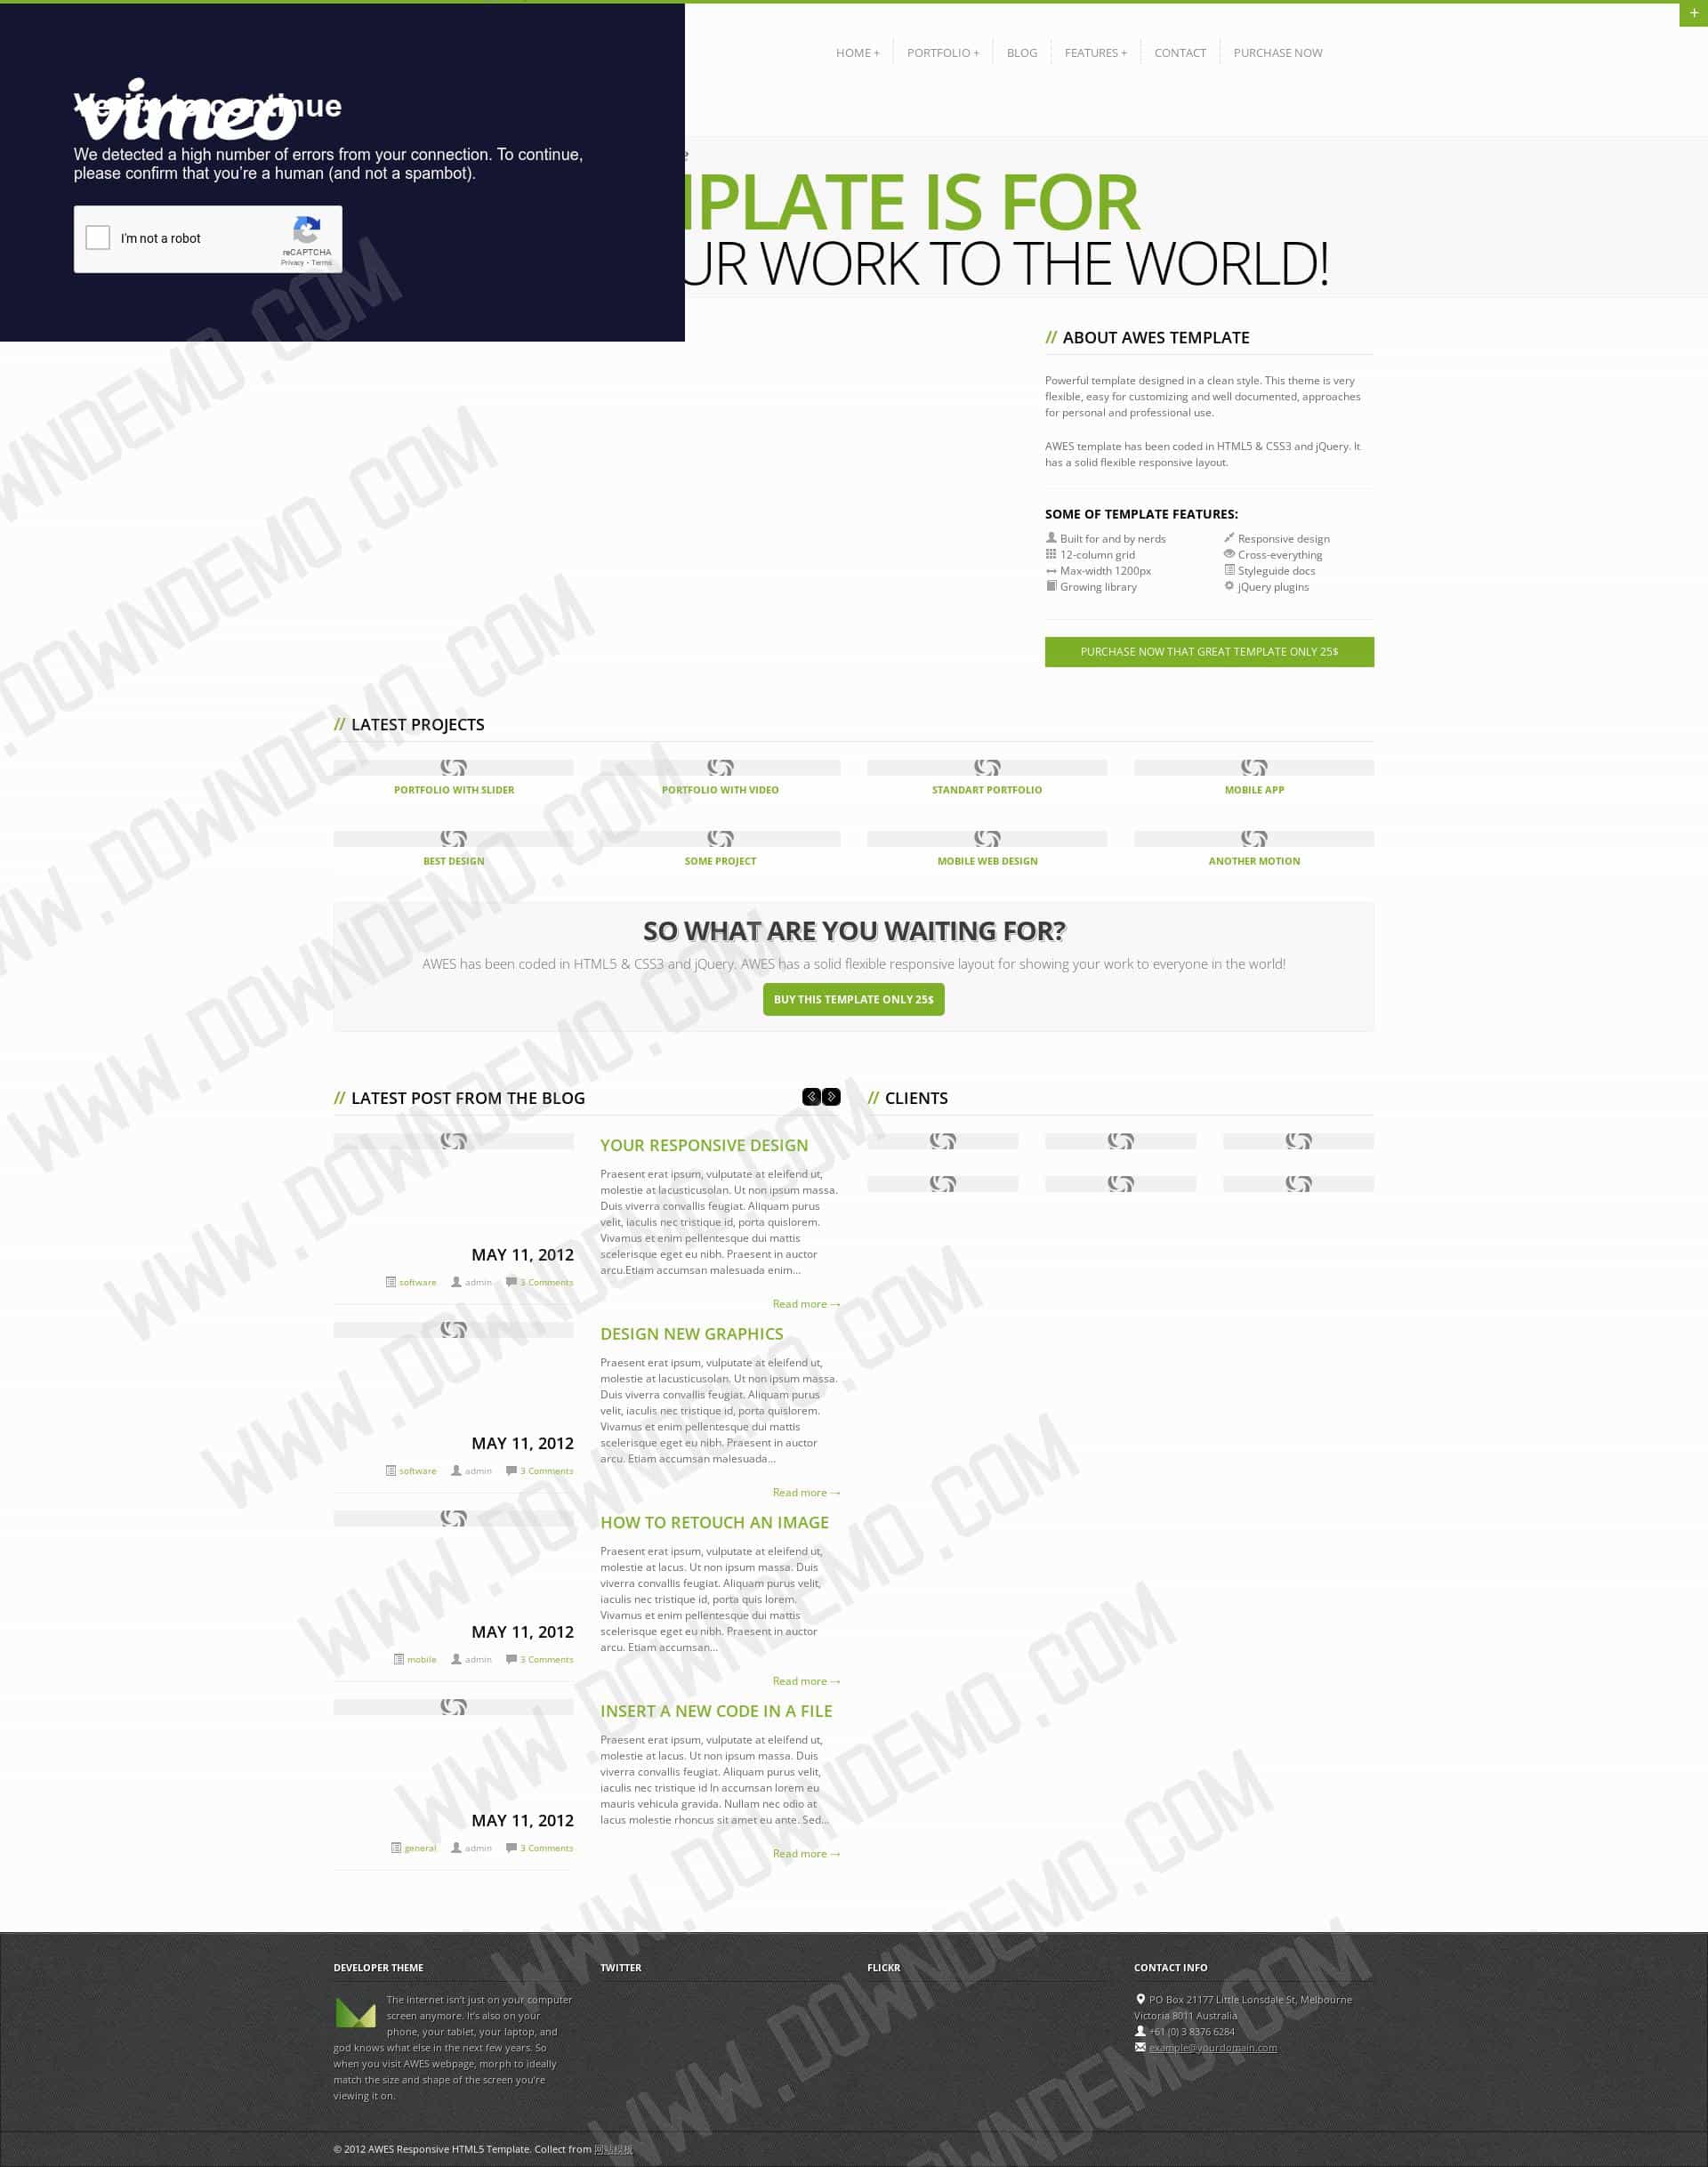 +
HOME +
PORTFOLIO +
BLOG
FEATURES +
CONTACT
PURCHASE NOW
vimeo
Verify to continue
We detected a high number of errors from your connection. To continue,
please confirm that you're a human (and not a spambot).
I'm not a robot
reCAPTCHA
Privacy - Terms
IS FOR
WORK TO THE WORLD!
// ABOUT AWES TEMPLATE
Powerful template designed in a clean style. This theme is very
flexible, easy for customizing and well documented, approaches
for personal and professional use.
AWES template has been coded in HTML5 & CSS3 and jQuery. It
has a solid flexible responsive layout.
SOME OF TEMPLATE FEATURES:
Built for and by nerds
Responsive design
12-column grid
Cross-everything
Max-width 1200px
Styleguide docs
Growing library
jQuery plugins
PURCHASE NOW THAT GREAT TEMPLATE ONLY 25$
// LATEST PROJECTS
PORTFOLIO WITH SLIDER
PORTFOLIO WITH VIDEO
STANDART PORTFOLIO
MOBILE APP
BEST DESIGN
SOME PROJECT
MOBILE WEB DESIGN
ANOTHER MOTION
SO WHAT ARE YOU WAITING FOR?
AWES has been coded in HTML5 & CSS3 and jQuery. AWES has a solid flexible responsive layout for showing your work to everyone in the world!
BUY THIS TEMPLATE ONLY 25$
// LATEST POST FROM THE BLOG
YOUR RESPONSIVE DESIGN
Praesent erat ipsum, vulputate at eleifend ut,
molestie at lacusticusolan. Ut non ipsum massa.
Duis viverra convallis feugiat. Aliquam purus
velit, iaculis nec tristique id, porta quislorem.
Vivamus et enim pellentesque dui mattis
scelerisque eget eu nibh. Praesent in auctor
arcu.Etiam accumsan malesuada enim...
MAY 11, 2012
software admin 3 Comments
Read more →
DESIGN NEW GRAPHICS
Praesent erat ipsum, vulputate at eleifend ut,
molestie at lacusticusolan. Ut non ipsum massa.
Duis viverra convallis feugiat. Aliquam purus
velit, iaculis nec tristique id, porta quislorem.
Vivamus et enim pellentesque dui mattis
scelerisque eget eu nibh. Praesent in auctor
arcu. Etiam accumsan malesuada...
MAY 11, 2012
software admin 3 Comments
Read more →
HOW TO RETOUCH AN IMAGE
Praesent erat ipsum, vulputate at eleifend ut,
molestie at lacus. Ut non ipsum massa. Duis
viverra convallis feugiat. Aliquam purus velit,
iaculis nec tristique id, porta quis lorem.
Vivamus et enim pellentesque dui mattis
scelerisque eget eu nibh. Praesent in auctor
arcu. Etiam accumsan...
MAY 11, 2012
mobile admin 3 Comments
Read more →
INSERT A NEW CODE IN A FILE
Praesent erat ipsum, vulputate at eleifend ut,
molestie at lacus. Ut non ipsum massa. Duis
viverra convallis feugiat. Aliquam purus velit,
iaculis nec tristique id In accumsan lorem eu
mauris vehicula gravida. Nullam nec odio at
lacus molestie rhoncus sit amet eu ante. Sed...
MAY 11, 2012
general admin 3 Comments
Read more →
// CLIENTS
DEVELOPER THEME
The Internet isn't just on your computer
screen anymore. It's also on your
phone, your tablet, your laptop, and
god knows what else in the next few years. So
when you visit AWES webpage, morph to ideally
match the size and shape of the screen you're
viewing it on.
TWITTER
FLICKR
CONTACT INFO
PO Box 21177 Little Lonsdale St, Melbourne
Victoria 8011 Australia
+61 (0) 3 8376 6284
example@yourdomain.com
© 2012 AWES Responsive HTML5 Template. Collect from 网站模板
WWW.DOWNDEMO.COM